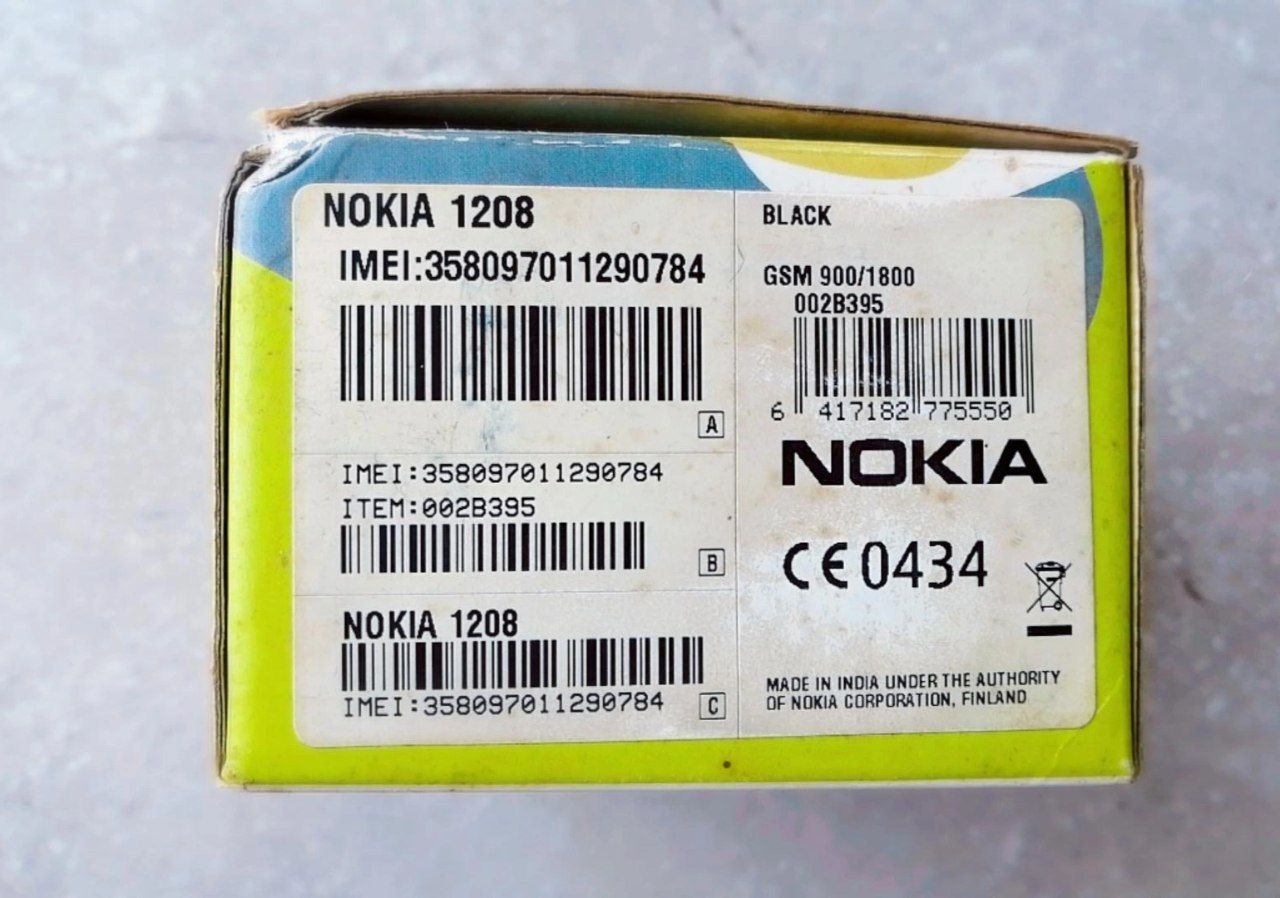 NOKIA 1208
IMEI:358097011290784
A
IMEI:358097011290784
ITEM:002B395
B
NOKIA 1208
IMEI:358097011290784
C
BLACK
GSM 900/1800
002B395
6 417182 775550
NOKIA
CE0434
MADE IN INDIA UNDER THE AUTHORITY
OF NOKIA CORPORATION, FINLAND